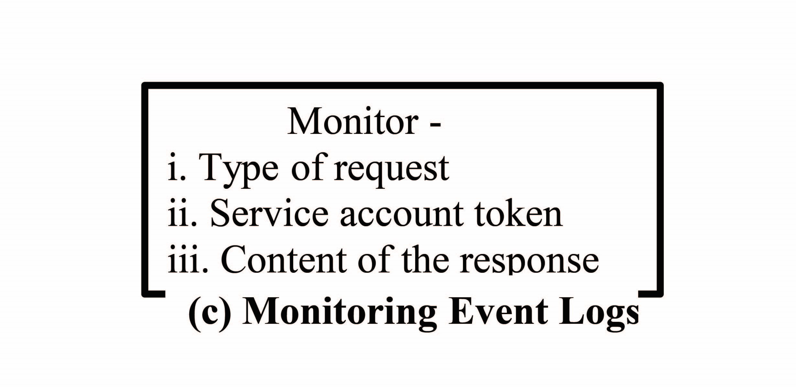 Monitor -
i. Type of request
ii. Service account token
iii. Content of the response
(c) Monitoring Event Logs